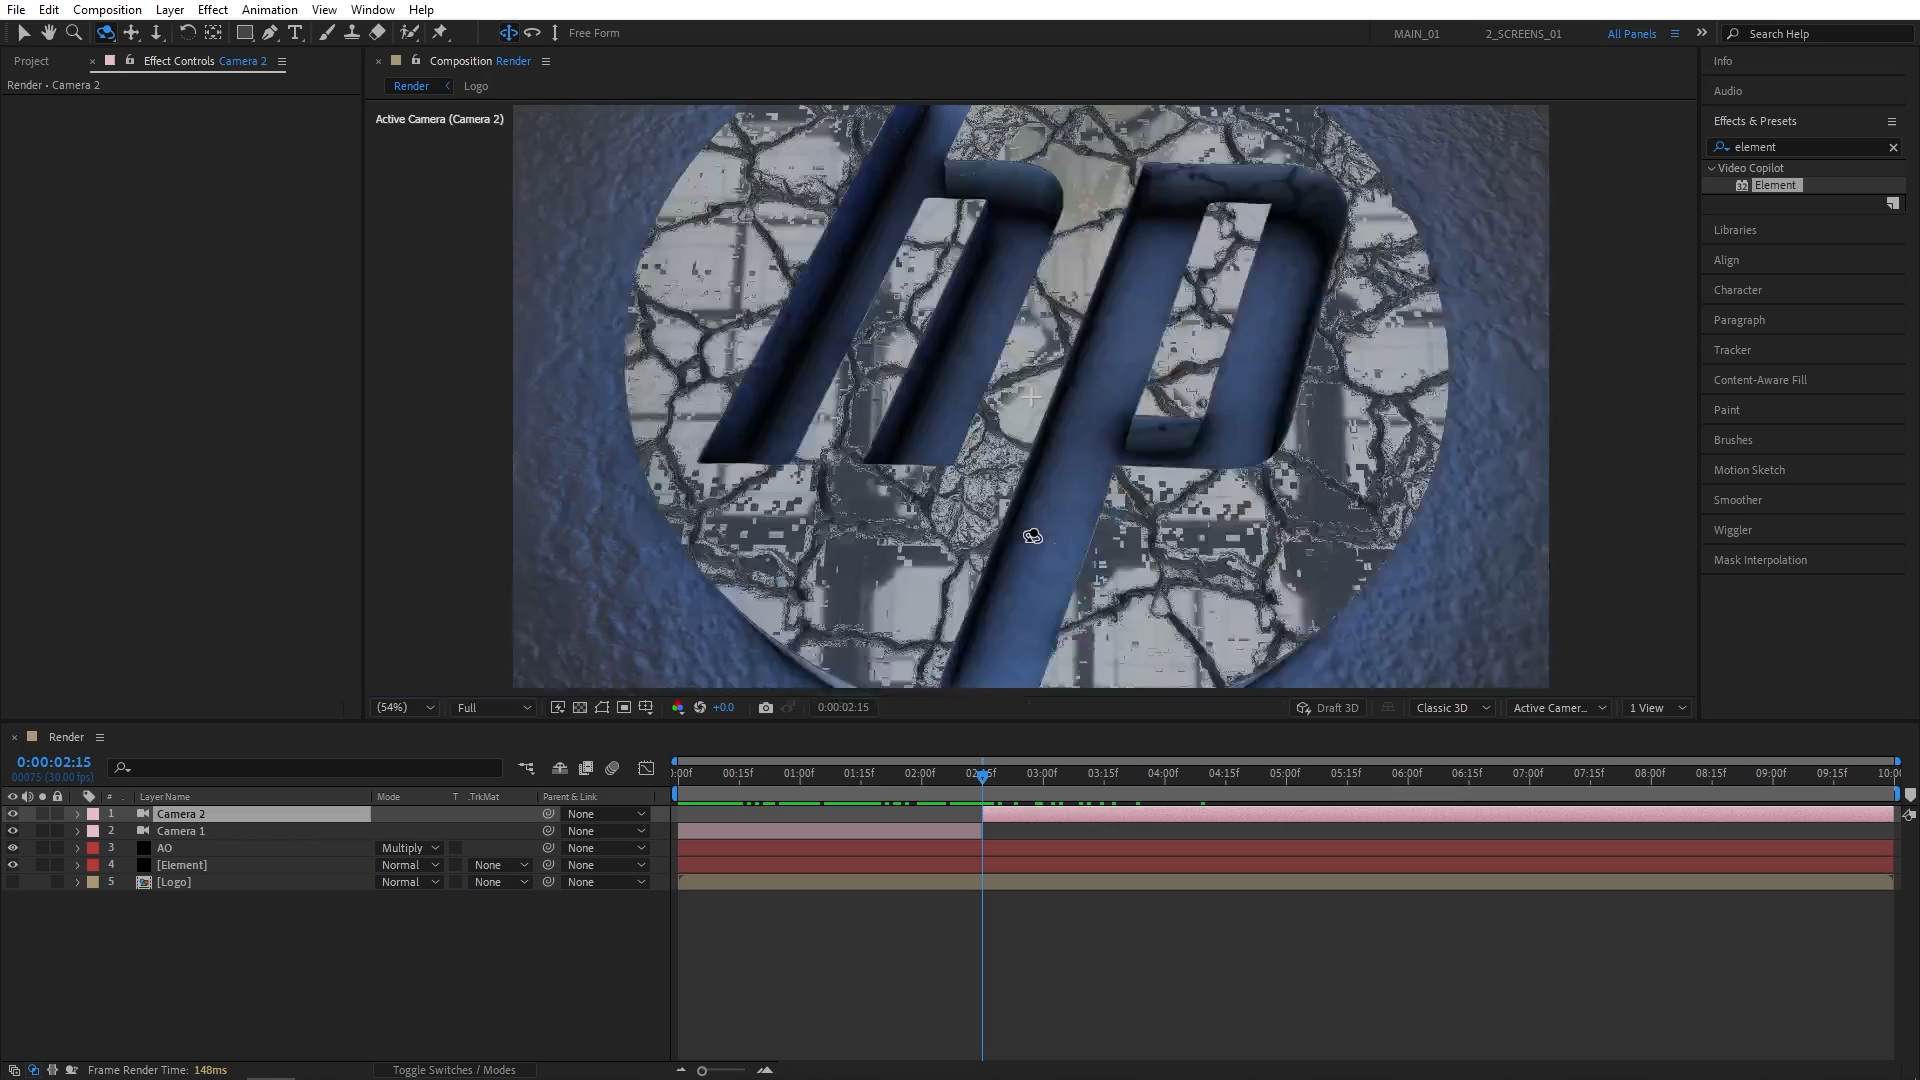 File Edit Composition Layer Effect Animation View Window Help
Free Form
MAIN_01 2_SCREENS_01 All Panels Search Help
Project × Effect Controls Camera 2
× Composition Render
Render • Camera 2
Render Logo
Active Camera (Camera 2)
Info
Audio
Effects & Presets
element
Video Copilot
32 Element
Libraries
Align
Character
Paragraph
Tracker
Content-Aware Fill
Paint
Brushes
Motion Sketch
Smoother
Wiggler
Mask Interpolation
(54%) Full +0.0 0:00:02:15 Draft 3D Classic 3D Active Camer... 1 View
× Render
0:00:02:15
00075 (30.00 fps)
:00f 00:15f 01:00f 01:15f 02:00f 02:15f 03:00f 03:15f 04:00f 04:15f 05:00f 05:15f 06:00f 06:15f 07:00f 07:15f 08:00f 08:15f 09:00f 09:15f 10:00
# . Layer Name Mode T .TrkMat Parent & Link
1 Camera 2 None
2 Camera 1 None
3 AO Multiply None
4 [Element] Normal None None
5 [Logo] Normal None None
Frame Render Time: 148ms Toggle Switches / Modes